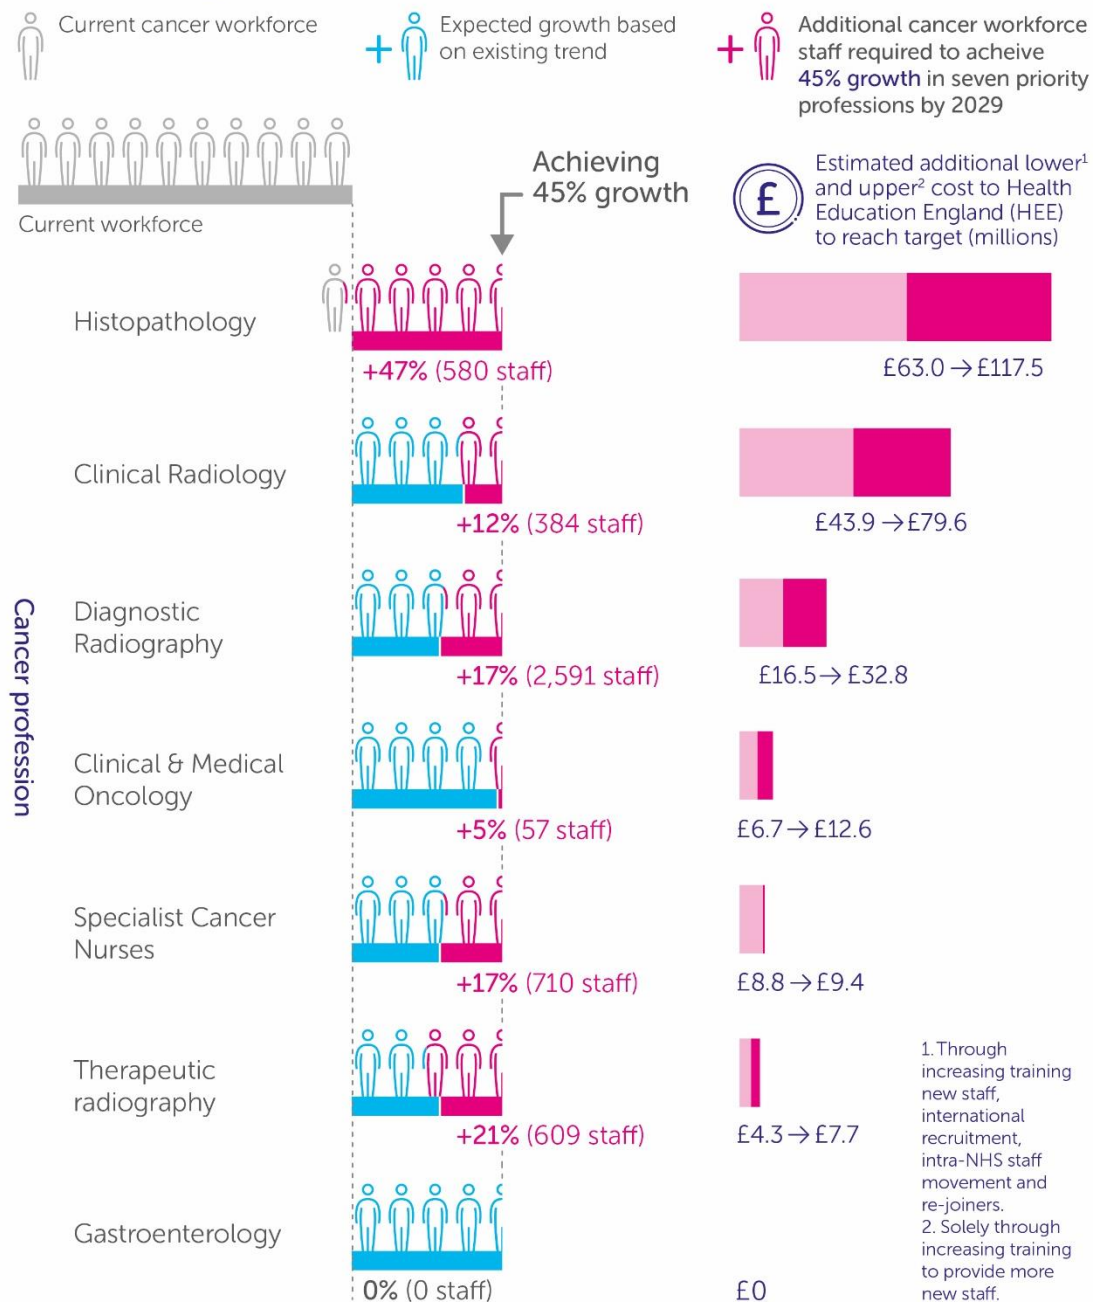 Current cancer workforce
+
Expected growth based
on existing trend
+
Additional cancer workforce
staff required to acheive
45% growth in seven priority
professions by 2029
Current workforce
Achieving
45% growth
£
Estimated additional lower¹
and upper² cost to Health
Education England (HEE)
to reach target (millions)
Cancer profession
Histopathology
+47% (580 staff)
£63.0 → £117.5
Clinical Radiology
+12% (384 staff)
£43.9 → £79.6
Diagnostic
Radiography
+17% (2,591 staff)
£16.5 → £32.8
Clinical & Medical
Oncology
+5% (57 staff)
£6.7 → £12.6
Specialist Cancer
Nurses
+17% (710 staff)
£8.8 → £9.4
Therapeutic
radiography
+21% (609 staff)
£4.3 → £7.7
Gastroenterology
0% (0 staff)
£0
1. Through
increasing training
new staff,
international
recruitment,
intra-NHS staff
movement and
re-joiners.
2. Solely through
increasing training
to provide more
new staff.